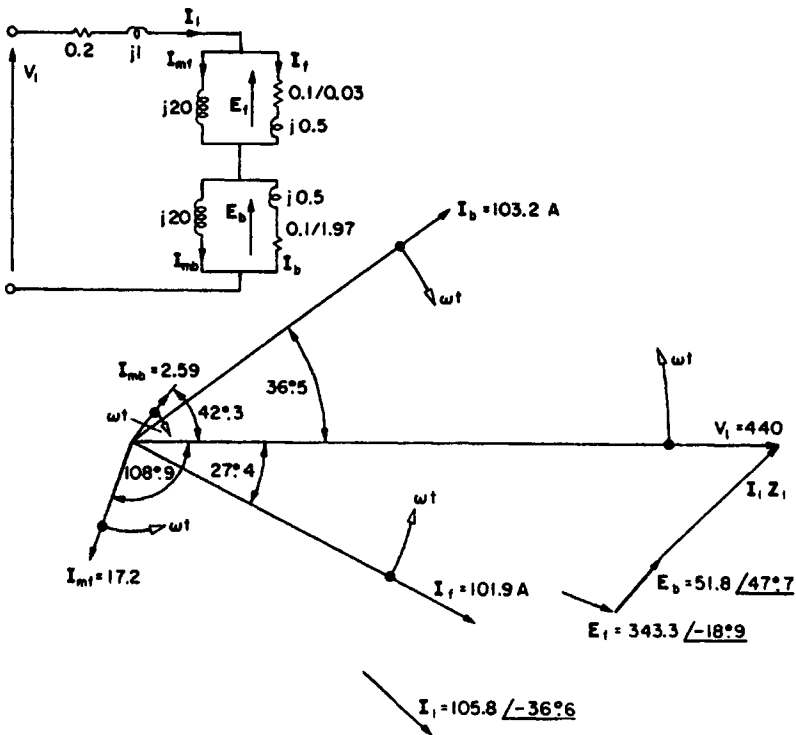 I₁
0.2
j1
V₁
I_mf
I_f
j20
E_f
0.1/0.03
j0.5
j20
E_b
j0.5
0.1/1.97
I_mb
I_b
I_b = 103.2 A
ωt
I_mb = 2.59
36°.5
ωt
ωt
42°.3
V₁ = 440
108°.9
27°.4
I₁ Z₁
ωt
ωt
I_mf = 17.2
I_f = 101.9 A
E_b = 51.8 /47°.7
E_f = 343.3 /-18°.9
I₁ = 105.8 /-36°.6